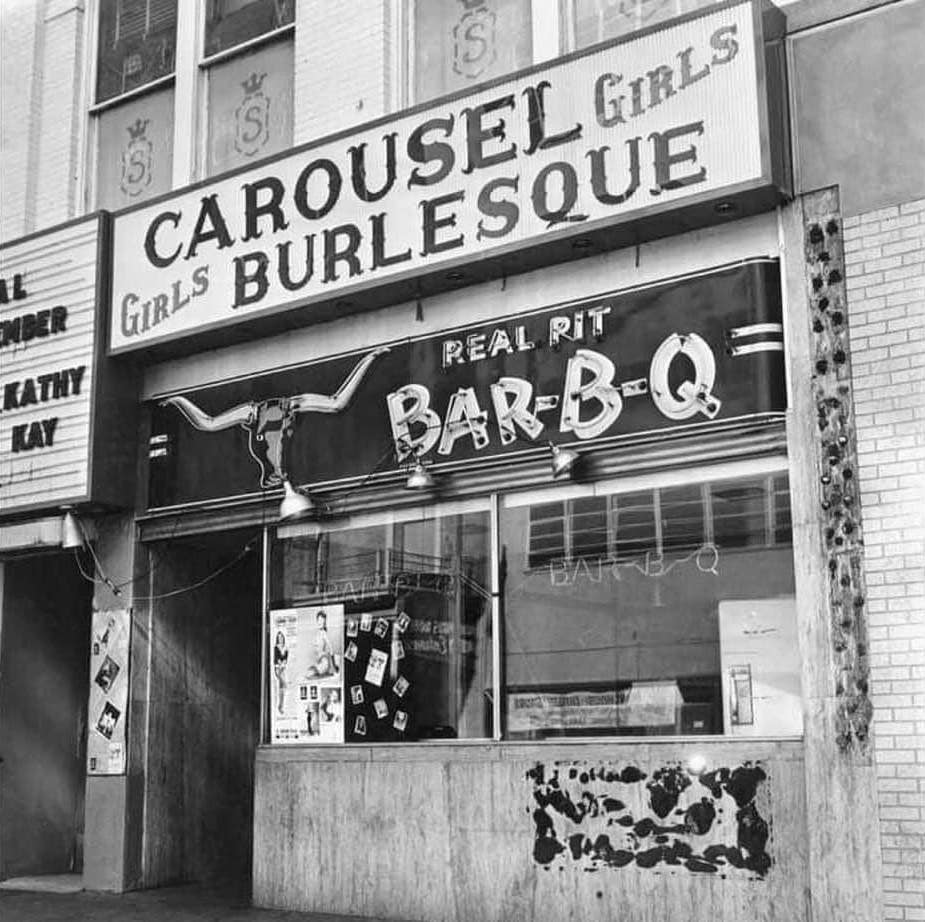 S
S
S
CAROUSEL GIRLS
GIRLS BURLESQUE
AL
EMBER
KATHY
KAY
REAL PIT
BAR-B-Q
BAR-B-Q